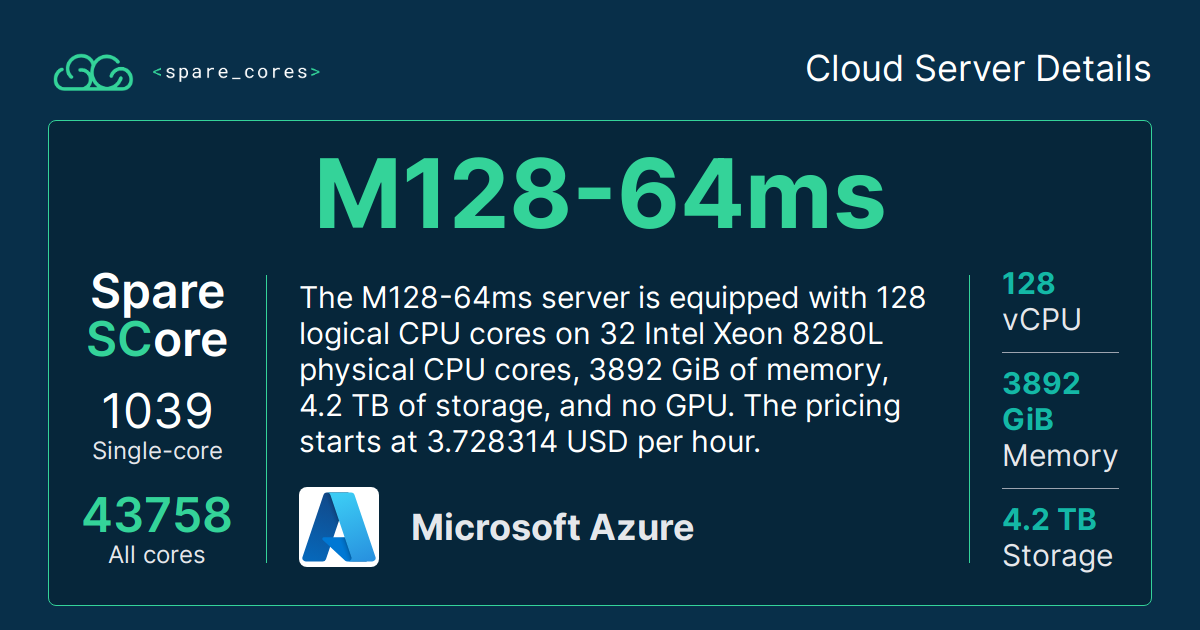 <spare_cores>
Cloud Server Details
M128-64ms
Spare
SCore
1039
Single-core
43758
All cores
The M128-64ms server is equipped with 128
logical CPU cores on 32 Intel Xeon 8280L
physical CPU cores, 3892 GiB of memory,
4.2 TB of storage, and no GPU. The pricing
starts at 3.728314 USD per hour.
Microsoft Azure
128
vCPU
3892
GiB
Memory
4.2 TB
Storage